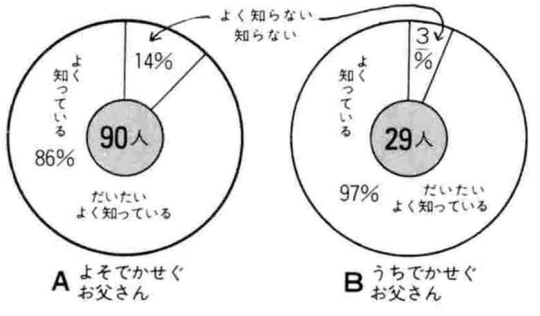 よく知らない
知らない
14%
よく
知っている
90人
86%
だいたい
よく知っている
A よそでかせぐ
お父さん
3
%
よく
知っている
29人
97%
だいたい
よく知っている
B うちでかせぐ
お父さん